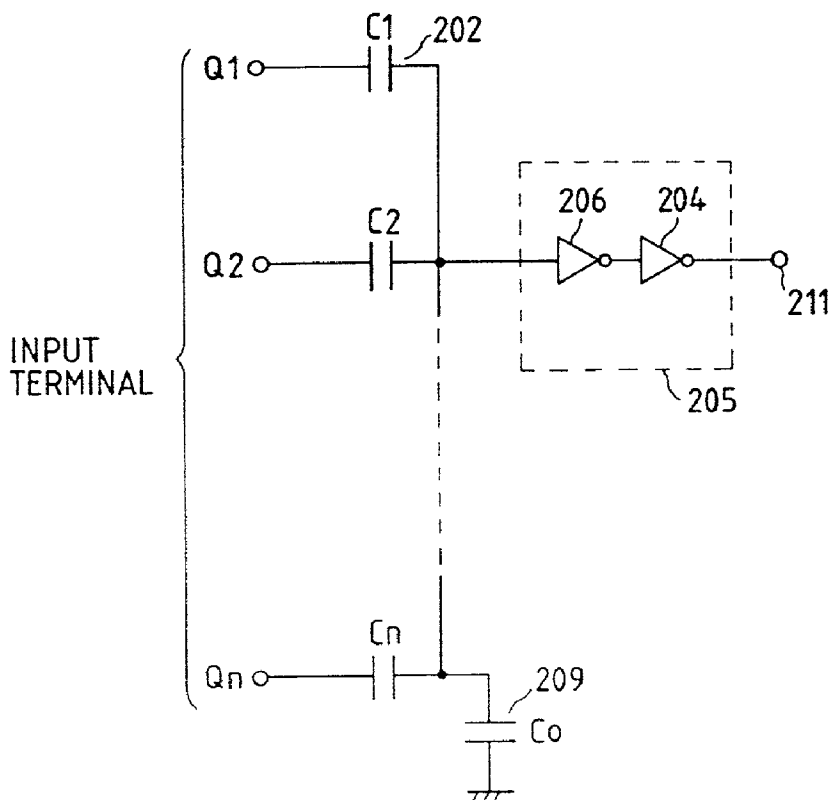 C1
202
Q1
206
204
C2
Q2
211
INPUT
TERMINAL
205
Cn
Qn
209
Co